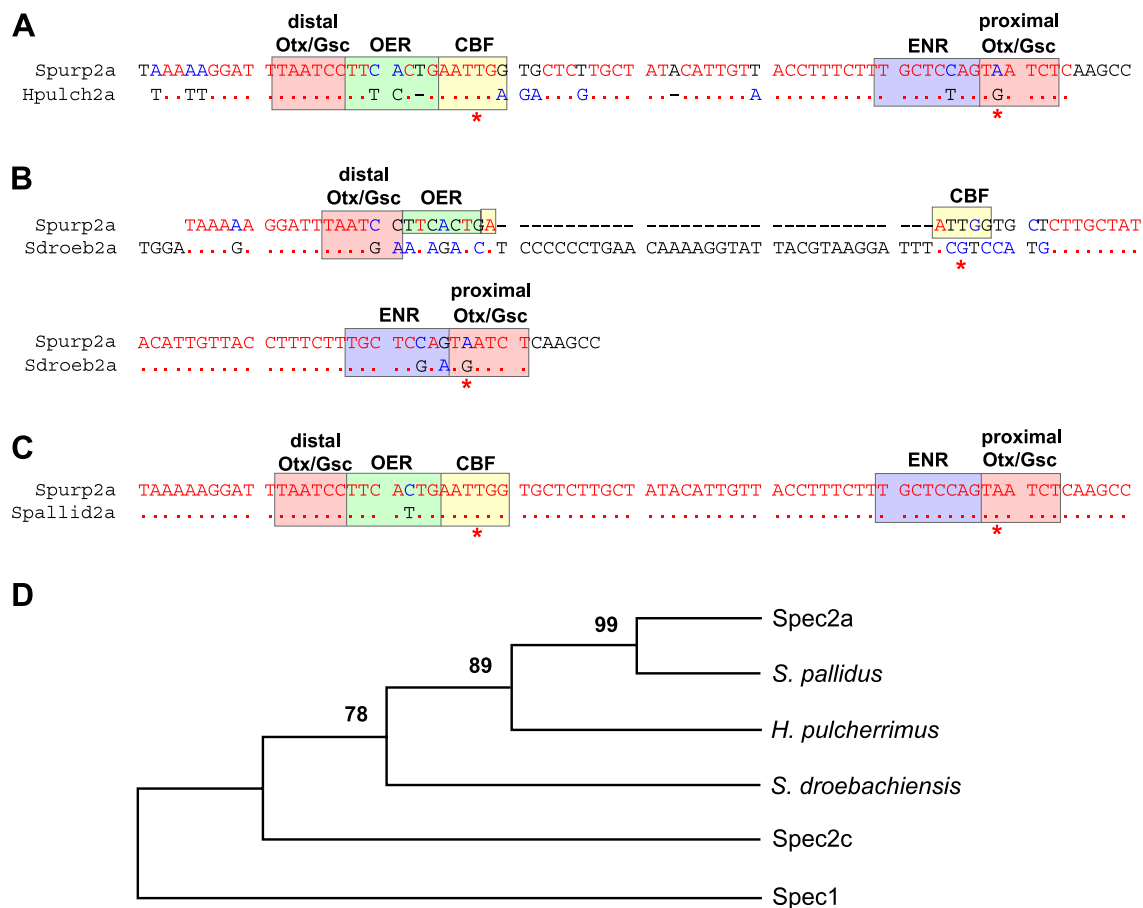 A
distal
Otx/Gsc
OER
CBF
ENR
proximal
Otx/Gsc
Spurp2a TAAAAAGGAT TTAATCCTTC ACTGAATTGG TGCTCTTGCT ATACATTGTT ACCTTTCTTT GCTCCAGTAA TCTCAAGCC
Hpulch2a T..TT.... .........T C.-......A GA...G.... ..-......A .......... ....T...G. ....
*
*
B
distal
Otx/Gsc
OER
CBF
Spurp2a TAAAAA GGATTTAATC CTTCACTGA- ---------- ---------- ---------- ---ATTGGTG CTCTTGCTAT
Sdroeb2a TGGA....G. .........G AA.AGA.C.T CCCCCCTGAA CAAAAGGTAT TACGTAAGGA TTT.CGTCCA TG........
*
ENR
proximal
Otx/Gsc
Spurp2a ACATTGTTAC CTTTCTTTGC TCCAGTAATC TCAAGCC
Sdroeb2a .......... .......... ..G.A.G... ..
*
C
distal
Otx/Gsc
OER
CBF
ENR
proximal
Otx/Gsc
Spurp2a TAAAAAGGAT TTAATCCTTC ACTGAATTGG TGCTCTTGCT ATACATTGTT ACCTTTCTTT GCTCCAGTAA TCTCAAGCC
Spallid2a .......... .......... .T........ .......... .......... .......... .......... .........
*
*
D
99
89
78
Spec2a
S. pallidus
H. pulcherrimus
S. droebachiensis
Spec2c
Spec1